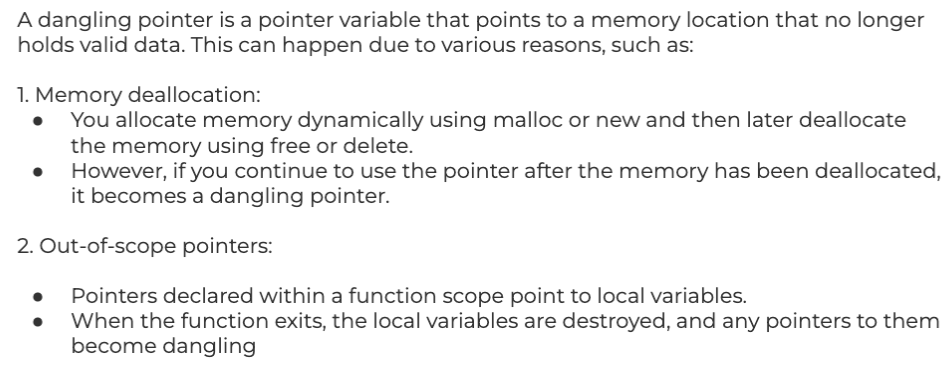 A dangling pointer is a pointer variable that points to a memory location that no longer
holds valid data. This can happen due to various reasons, such as:
1. Memory deallocation:
● You allocate memory dynamically using malloc or new and then later deallocate
the memory using free or delete.
● However, if you continue to use the pointer after the memory has been deallocated,
it becomes a dangling pointer.
2. Out-of-scope pointers:
● Pointers declared within a function scope point to local variables.
● When the function exits, the local variables are destroyed, and any pointers to them
become dangling